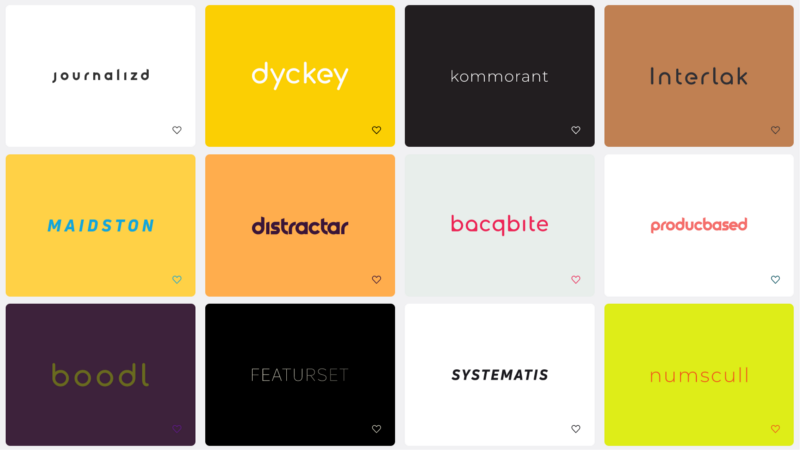 journalizd
dyckey
kommorant
Interlak
MAIDSTON
distractar
bacqbite
producbased
boodl
FEATURSET
SYSTEMATIS
numscull